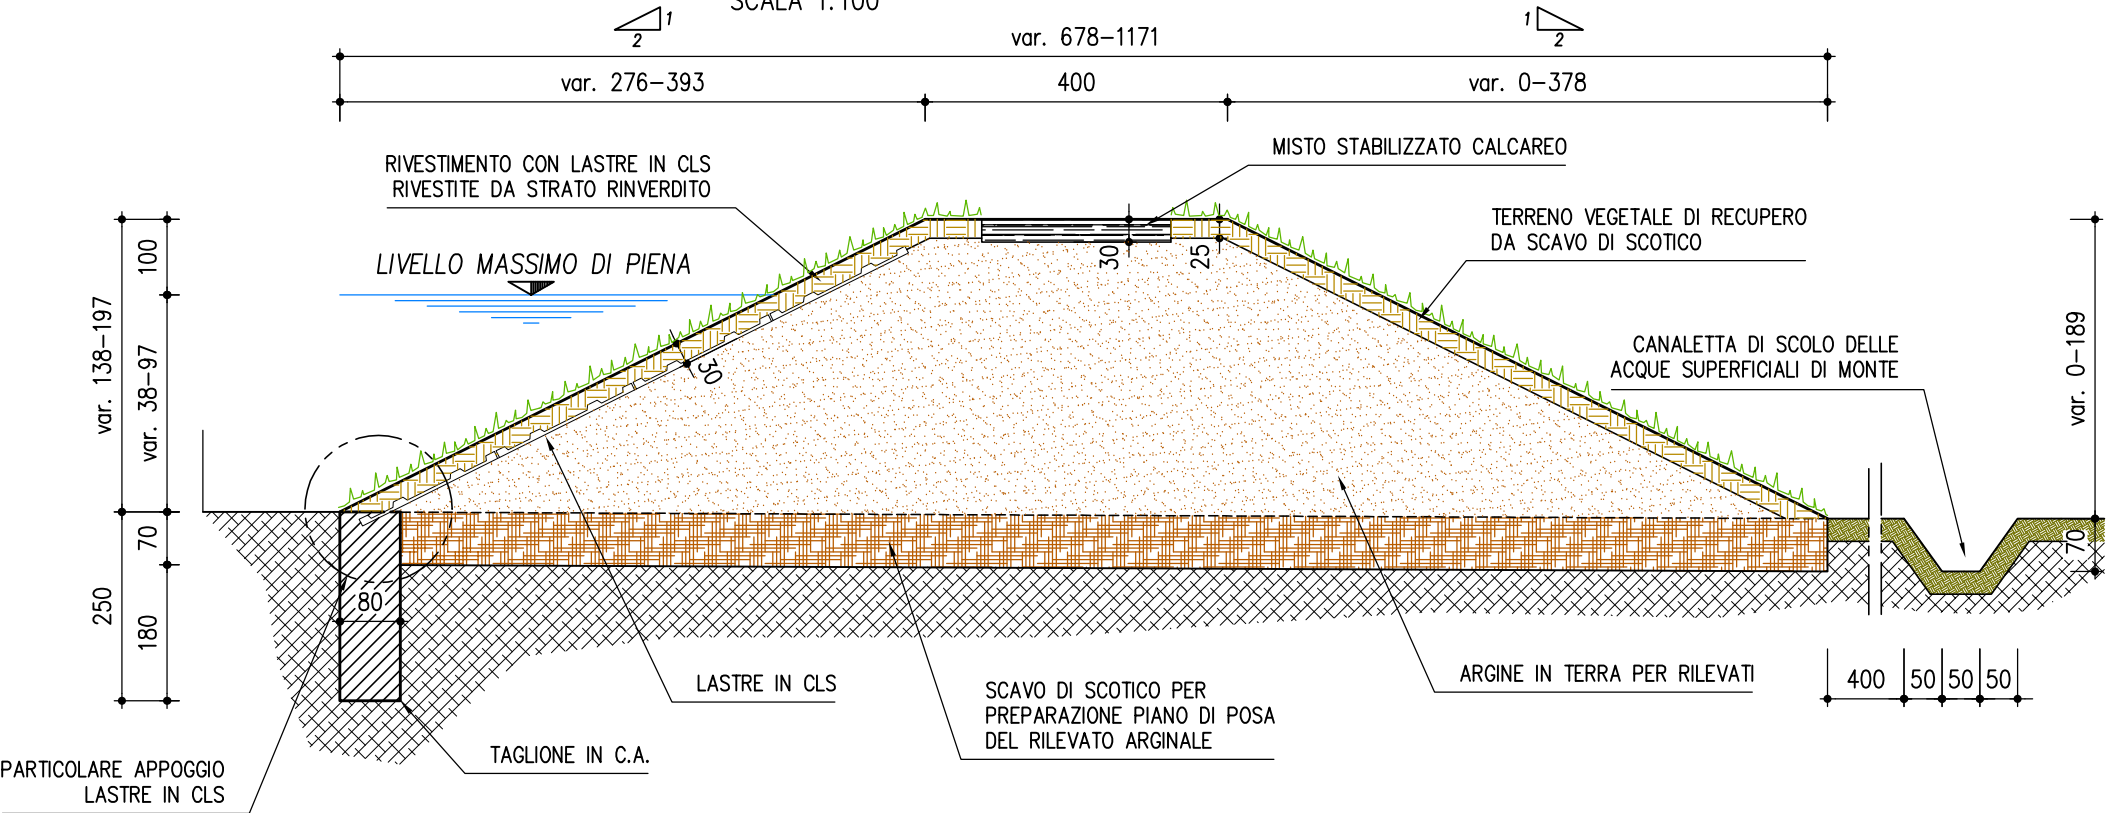 SCALA 1:100
1
2
1
2
var. 678-1171
var. 276-393
400
var. 0-378
MISTO STABILIZZATO CALCAREO
RIVESTIMENTO CON LASTRE IN CLS
RIVESTITE DA STRATO RINVERDITO
TERRENO VEGETALE DI RECUPERO
DA SCAVO DI SCOTICO
LIVELLO MASSIMO DI PIENA
100
30
25
var. 138-197
var. 38-97
30
CANALETTA DI SCOLO DELLE
ACQUE SUPERFICIALI DI MONTE
var. 0-189
70
70
250
180
80
LASTRE IN CLS
SCAVO DI SCOTICO PER
PREPARAZIONE PIANO DI POSA
DEL RILEVATO ARGINALE
ARGINE IN TERRA PER RILEVATI
400
50
50
50
TAGLIONE IN C.A.
PARTICOLARE APPOGGIO
LASTRE IN CLS